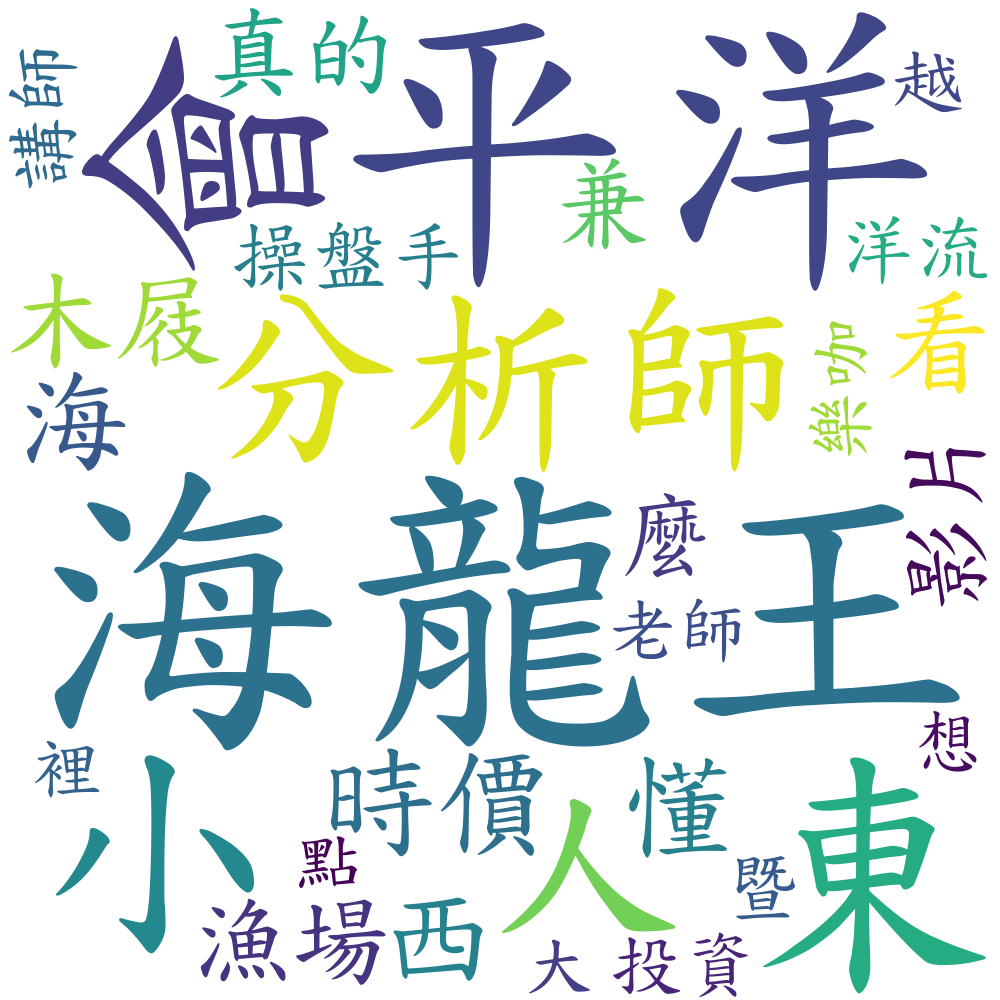 講師
會
真的
平洋
越
兼
操盤手
洋流
木屐
分析師
樂咖
看
海
影片
海龍王
麼
老師
裡
小
時價
懂
東
想
點
人
暨
漁場
西
大
投資